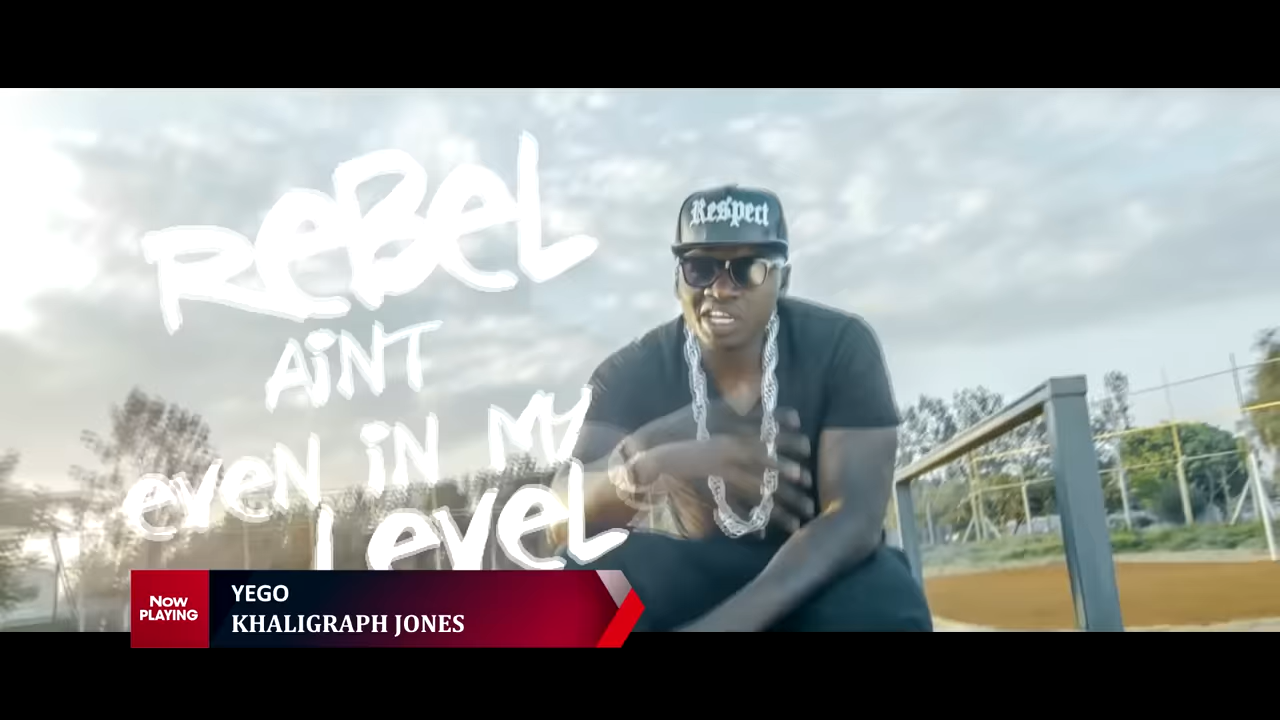 Respect
ReBeL
AiNT
eveN iN MY
LeveL
Now
PLAYING
YEGO
KHALIGRAPH JONES